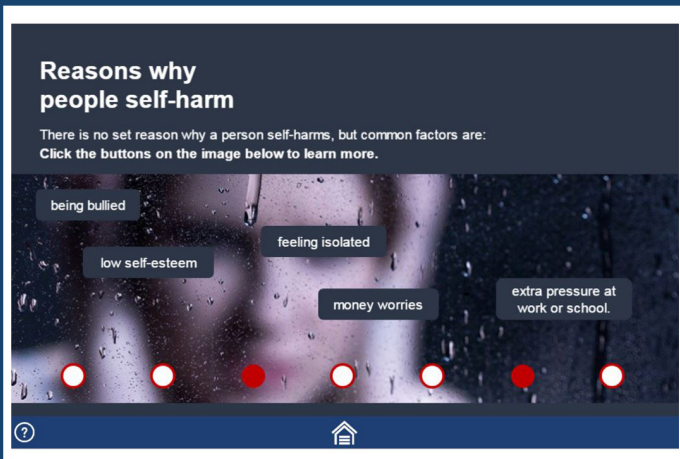 Reasons why
people self-harm
There is no set reason why a person self-harms, but common factors are:
Click the buttons on the image below to learn more.
being bullied
feeling isolated
low self-esteem
money worries
extra pressure at
work or school.
?